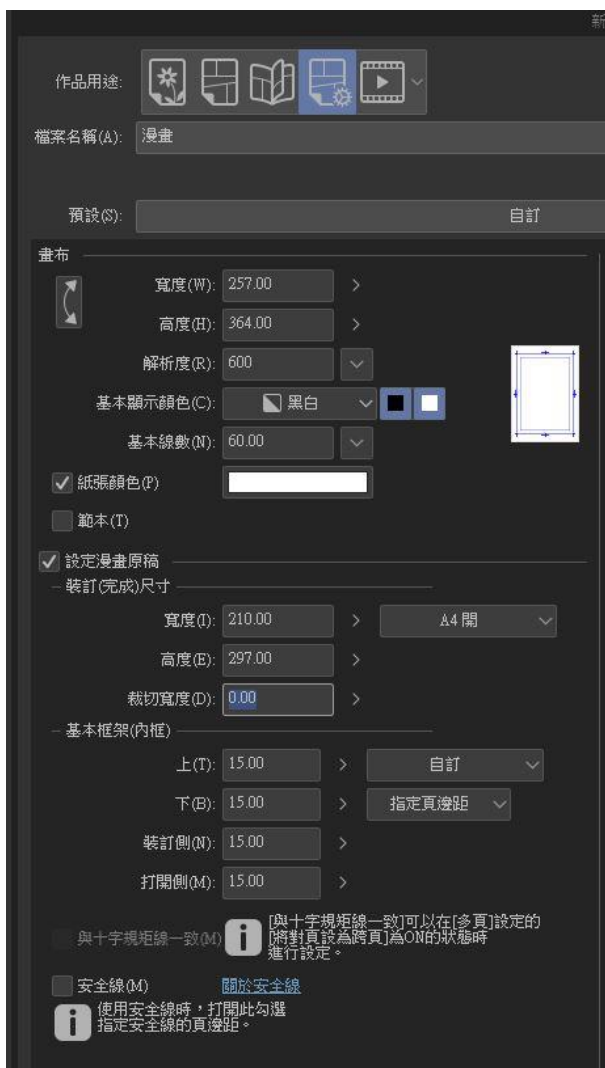 新
作品用途:
檔案名稱(A): 漫畫
預設(S): 自訂
畫布
寬度(W): 257.00
高度(H): 364.00
解析度(R): 600
基本顯示顏色(C): 黑白
基本線數(N): 60.00
紙張顏色(P)
範本(T)
設定漫畫原稿
裝訂(完成)尺寸
寬度(I): 210.00 A4 開
高度(E): 297.00
裁切寬度(D): 0.00
基本框架(內框)
上(T): 15.00 自訂
下(B): 15.00 指定頁邊距
裝訂側(N): 15.00
打開側(M): 15.00
與十字規矩線一致(M) [與十字規矩線一致]可以在[多頁]設定的
[將對頁設為跨頁]為ON的狀態時
進行設定。
安全線(M) 關於安全線
使用安全線時，打開此勾選
指定安全線的頁邊距。